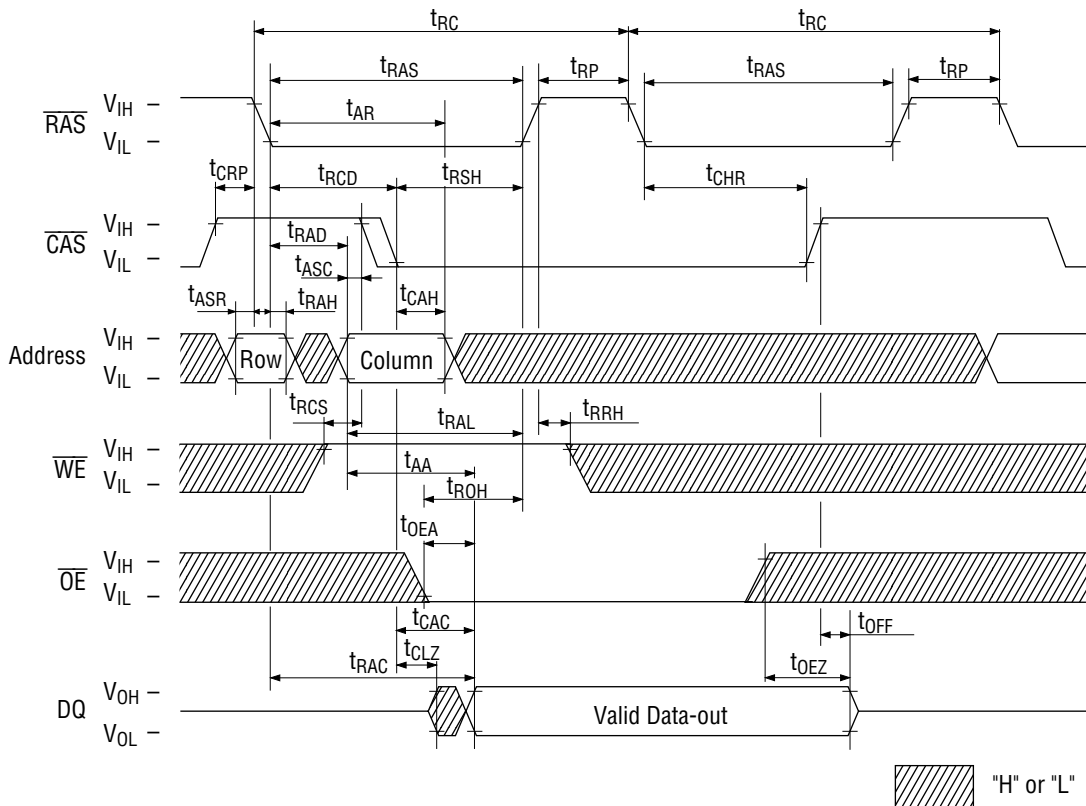 tRC tRC
tRAS tRP tRAS tRP
tAR
RAS VIH –
VIL –
tCRP tRCD tRSH tCHR
CAS VIH –
VIL –
tRAD
tASC
tASR tRAH tCAH
Address VIH –
VIL –
Row Column
tRCS tRAL tRRH
WE VIH –
VIL –
tAA
tROH
tOEA
OE VIH –
VIL –
tCAC tOFF
tRAC tCLZ tOEZ
DQ VOH –
VOL –
Valid Data-out
"H" or "L"